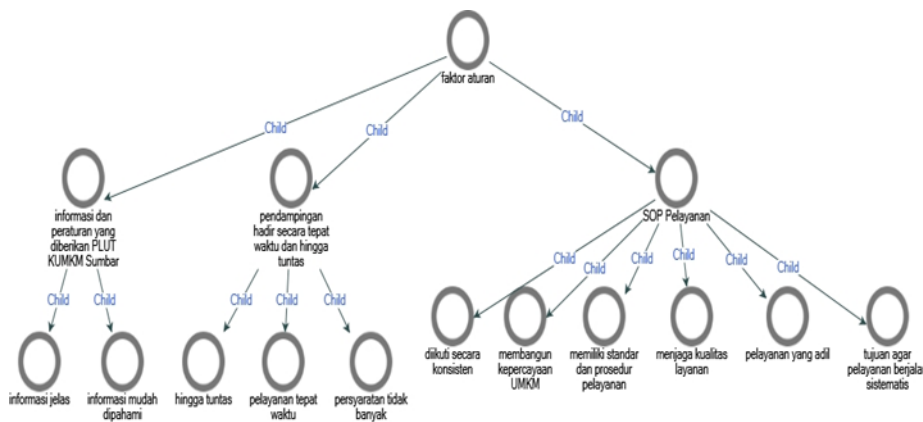 faktor aturan
Child
Child
Child
informasi dan
peraturan yang
diberikan PLUT
KUMKM Sumbar
pendampingan
hadir secara tepat
waktu dan hingga
tuntas
SOP Pelayanan
Child
Child
Child
Child
Child
Child
Child
Child
Child
Child
Child
informasi jelas
informasi mudah
dipahami
hingga tuntas
pelayanan tepat
waktu
persyaratan tidak
banyak
diikuti secara
konsisten
membangun
kepercayaan
UMKM
memiliki standar
dan prosedur
pelayanan
menjaga kualitas
layanan
pelayanan yang adil
tujuan agar
pelayanan berjala
sistematis